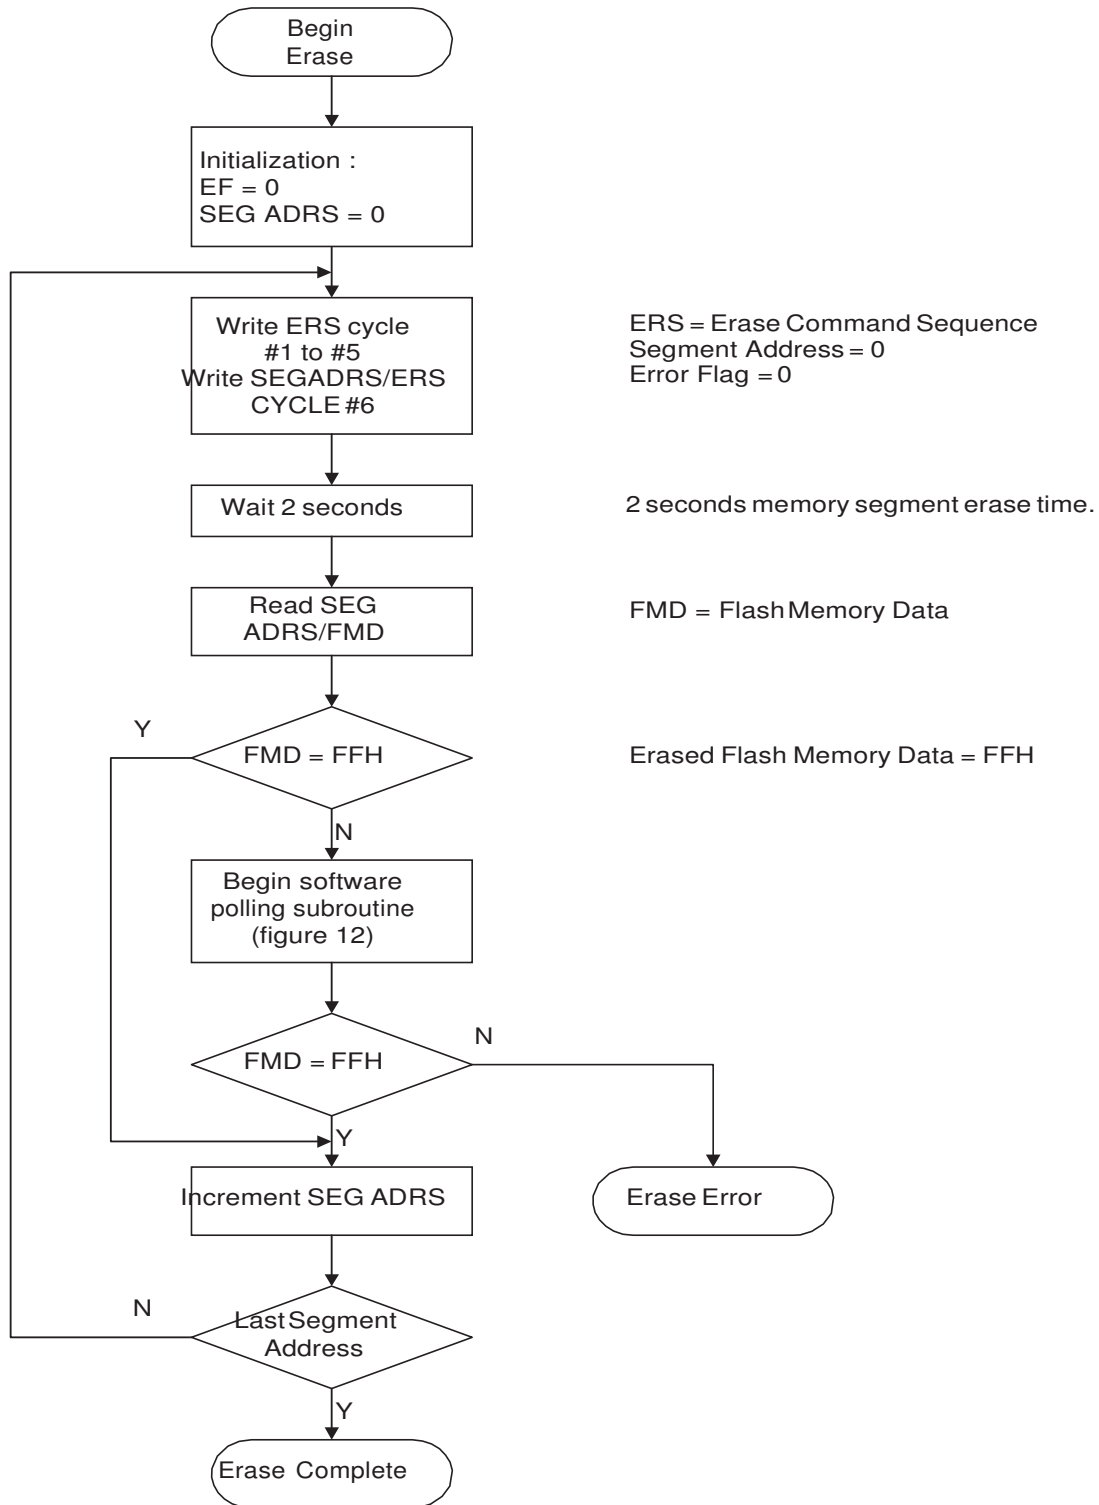 Begin
Erase
Initialization :
EF = 0
SEG ADRS = 0
Write ERS cycle
#1 to #5
Write SEGADRS/ERS
CYCLE #6
ERS = Erase Command Sequence
Segment Address = 0
Error Flag = 0
Wait 2 seconds
2 seconds memory segment erase time.
Read SEG
ADRS/FMD
FMD = Flash Memory Data
Y
FMD = FFH
Erased Flash Memory Data = FFH
N
Begin software
polling subroutine
(figure 12)
N
FMD = FFH
Y
Increment SEG ADRS
Erase Error
N
Last Segment
Address
Y
Erase Complete